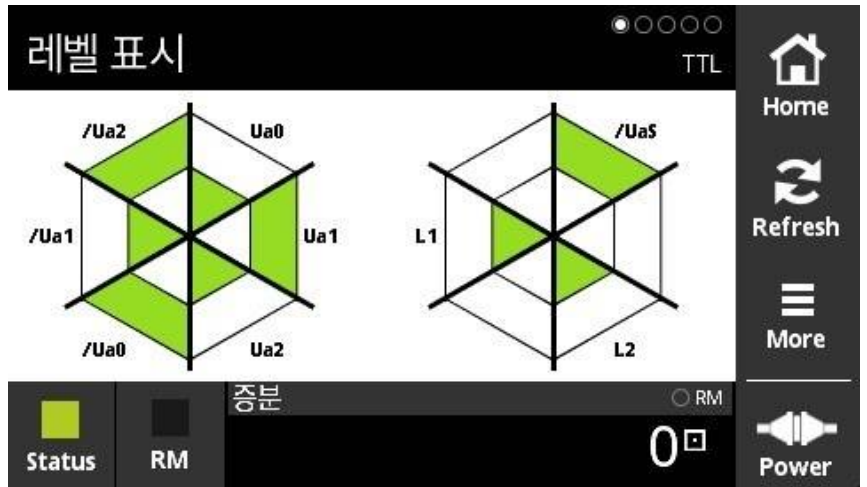 레벨 표시
TTL
Home
/Ua2
Ua0
/UaS
Refresh
/Ua1
Ua1
L1
More
/Ua0
Ua2
L2
증분
RM
0
Status
RM
Power